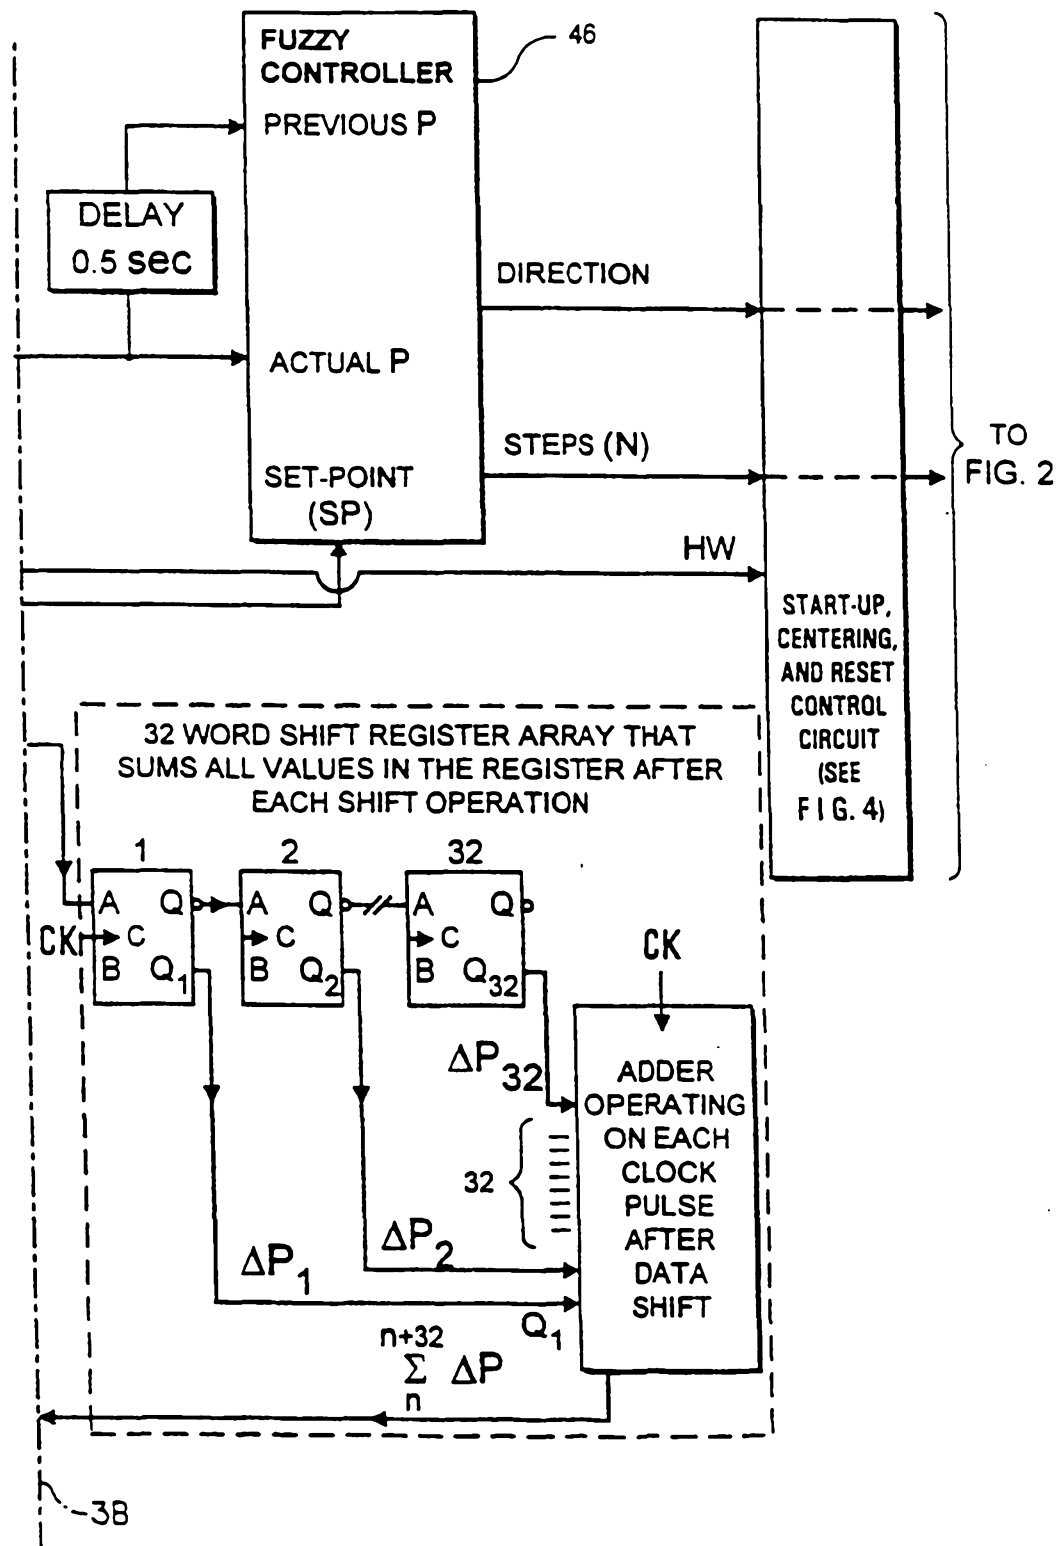 FUZZY
CONTROLLER
46
PREVIOUS P
DELAY
0.5 sec
DIRECTION
ACTUAL P
STEPS (N)
SET-POINT
(SP)
TO
FIG. 2
HW
START-UP,
CENTERING,
AND RESET
CONTROL
CIRCUIT
(SEE
FIG. 4)
32 WORD SHIFT REGISTER ARRAY THAT
SUMS ALL VALUES IN THE REGISTER AFTER
EACH SHIFT OPERATION
1 2 32
A Q A Q A Q
CK C C C
B Q1 B Q2 B Q32
CK
ΔP32
ADDER
OPERATING
ON EACH
CLOCK
PULSE
AFTER
DATA
SHIFT
32
ΔP2
ΔP1
Q1
n+32
Σ ΔP
n
3B